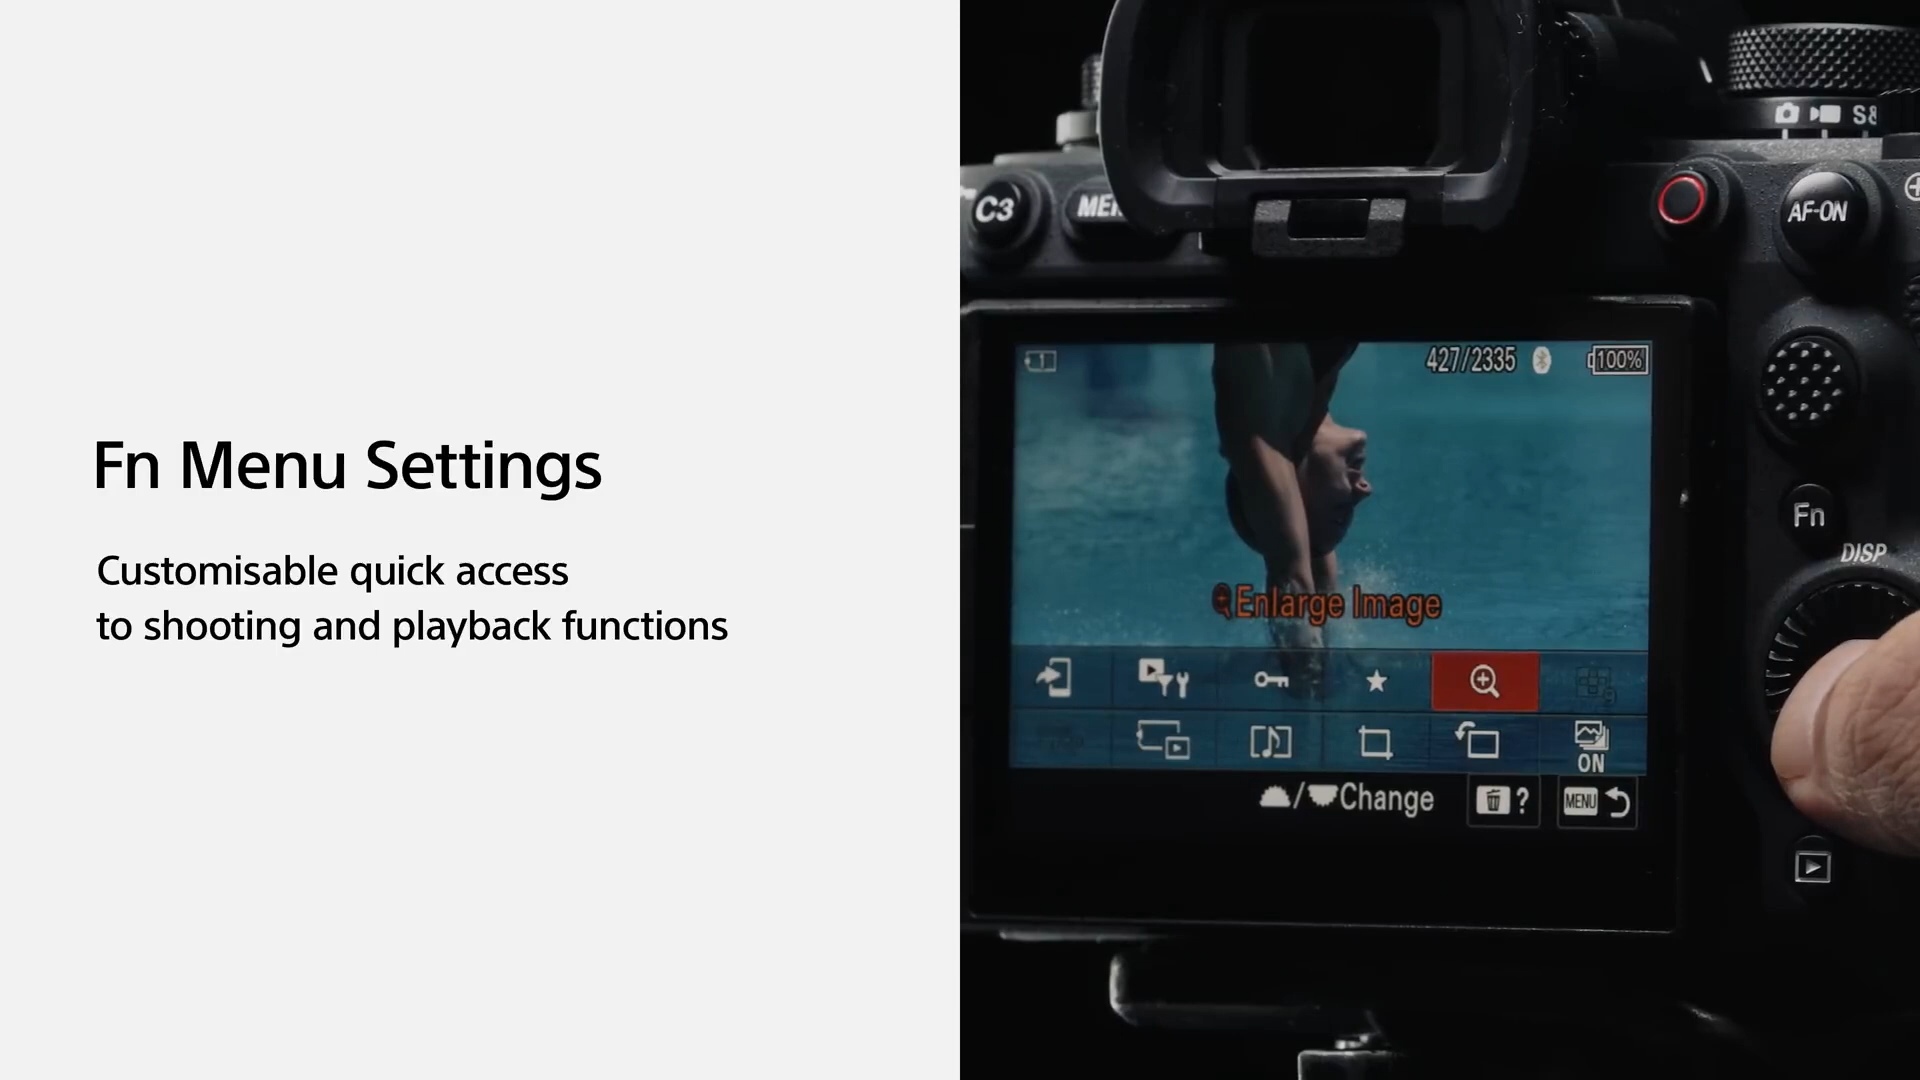 Fn Menu Settings
Customisable quick access
to shooting and playback functions
C3
AF-ON
1
427/2335
100%
Fn
DISP
Enlarge Image
ON
/ Change
?
MENU